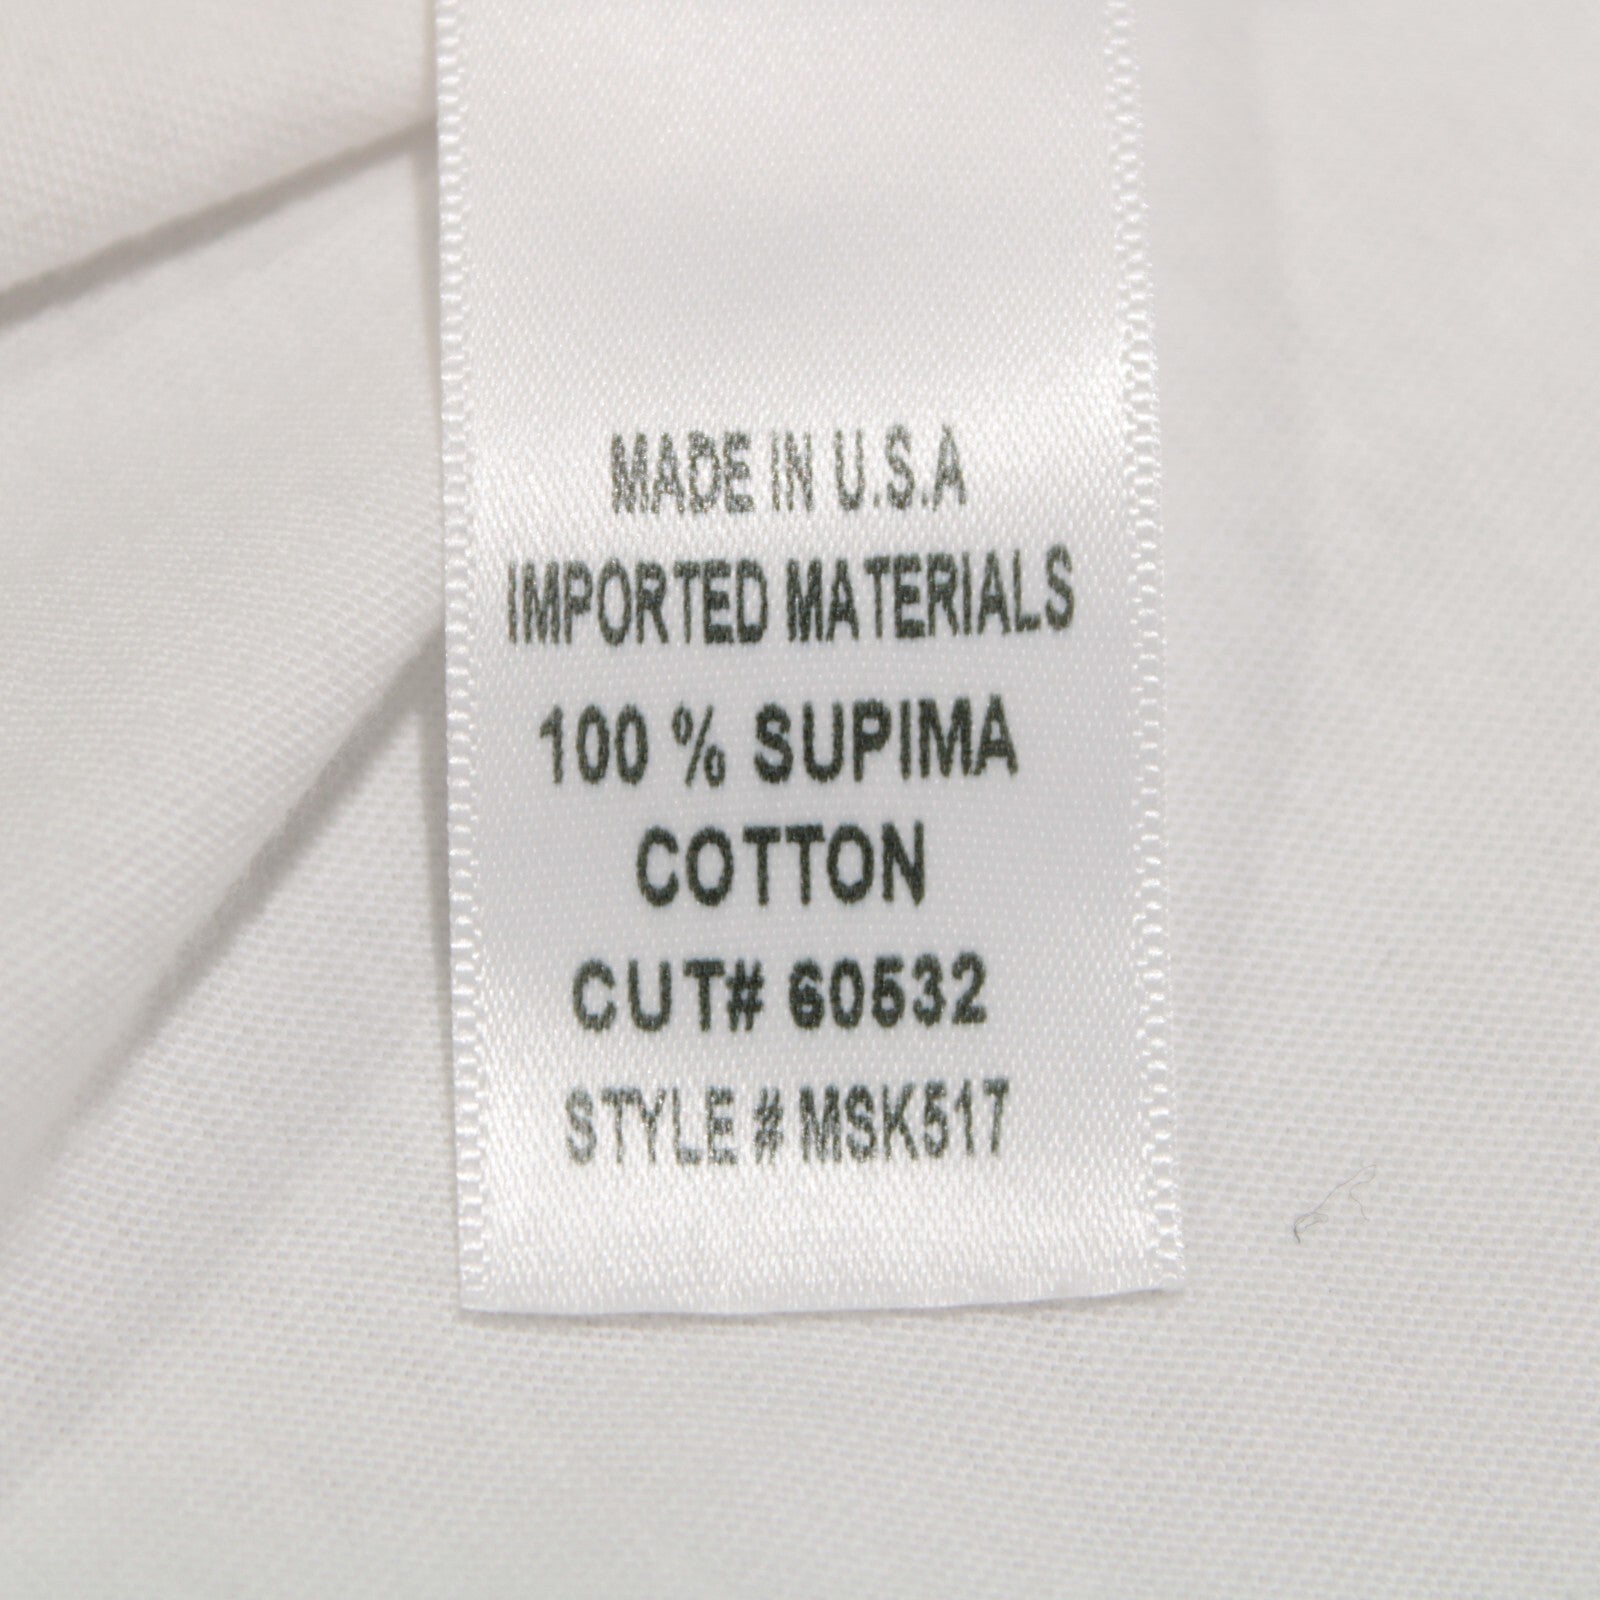 MADE IN U.S.A
IMPORTED MATERIALS
100 % SUPIMA
COTTON
CUT# 60532
STYLE # MSK517